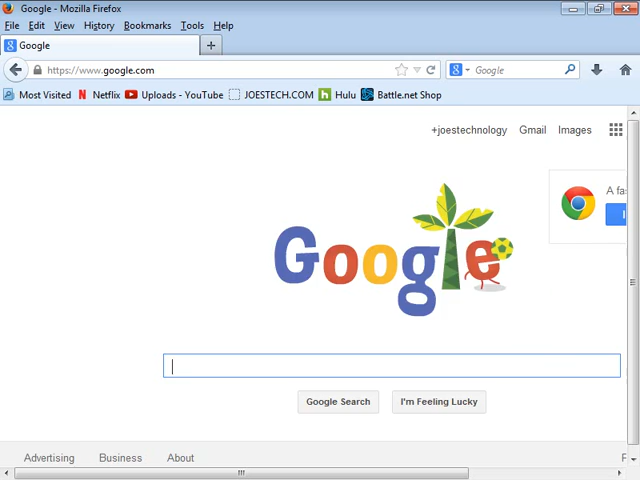 Google - Mozilla Firefox
File Edit View History Bookmarks Tools Help
Google
https://www.google.com
Google
Most Visited Netflix Uploads - YouTube JOESTECH.COM Hulu Battle.net Shop
+joestechnology Gmail Images
A fa
Google
Google Search I'm Feeling Lucky
Advertising Business About